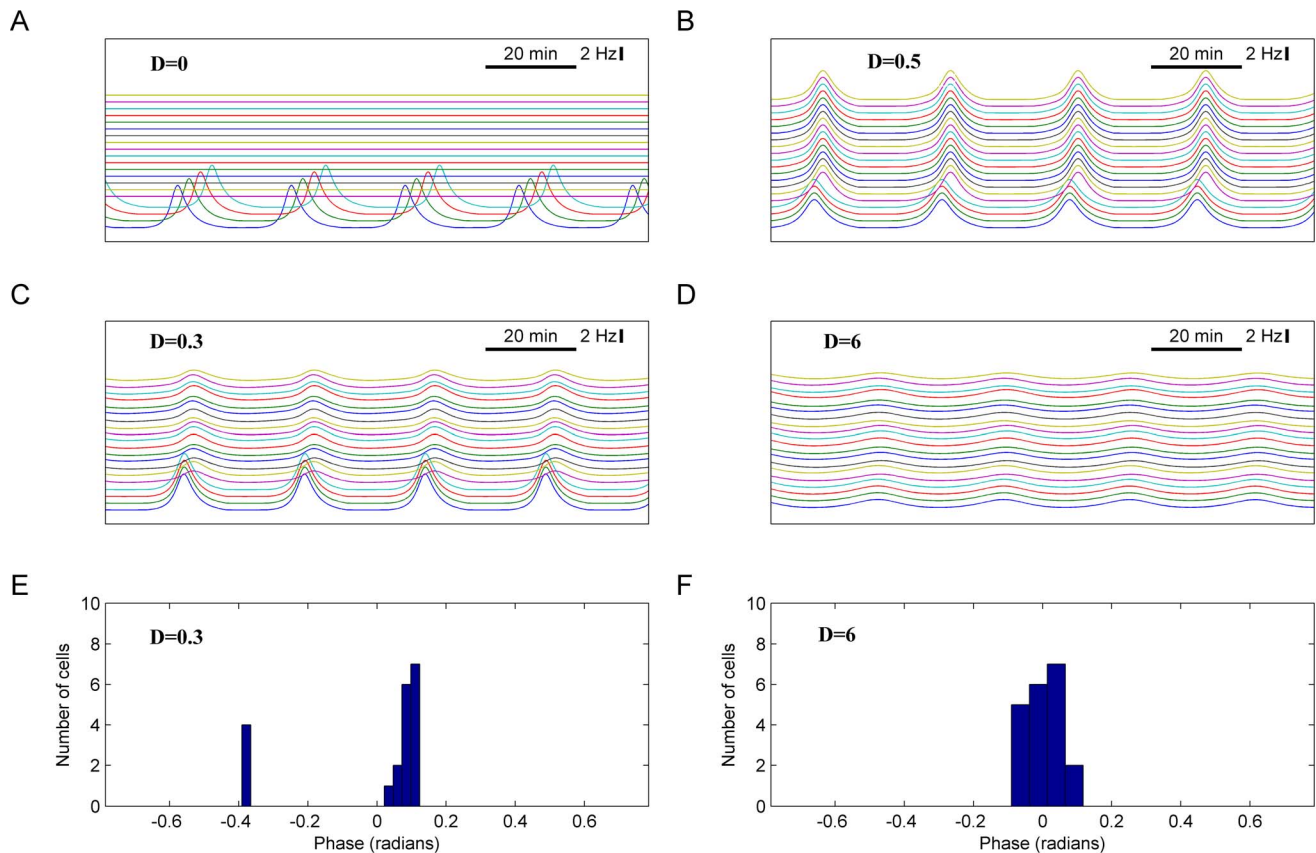 A
D=0
20 min
2 Hz
B
D=0.5
20 min
2 Hz
C
D=0.3
20 min
2 Hz
D
D=6
20 min
2 Hz
E
10
8
6
4
2
0
Number of cells
D=0.3
-0.6
-0.4
-0.2
0
0.2
0.4
0.6
Phase (radians)
F
10
8
6
4
2
0
Number of cells
D=6
-0.6
-0.4
-0.2
0
0.2
0.4
0.6
Phase (radians)